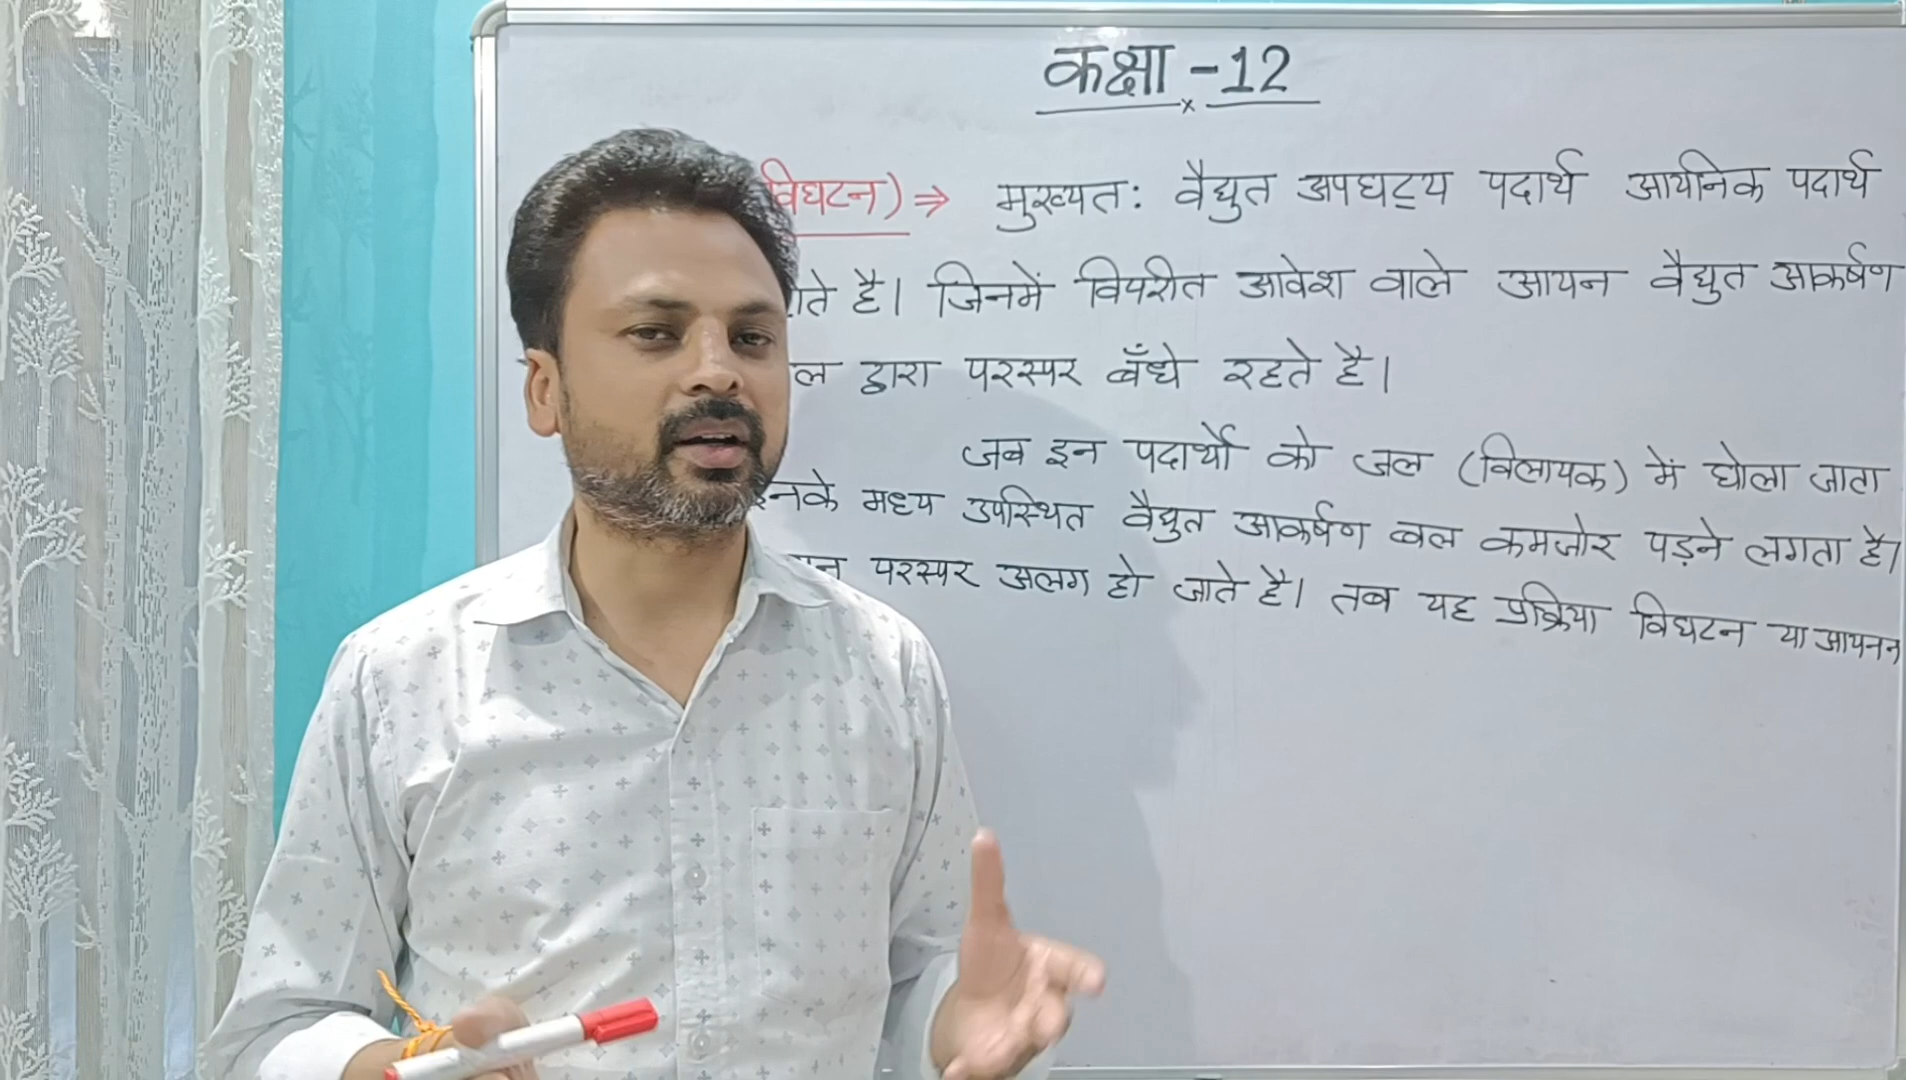 कक्षा -12
विघटन) ⇒ मुख्यत: वैद्युत अपघट्य पदार्थ आयनिक पदार्थ
है। जिनमें विपरीत आवेश वाले आयन वैद्युत आकर्षण
द्वारा परस्पर बँधे रहते है।
जब इन पदार्थों को जल (विलायक) में घोला जाता
इनके मध्य उपस्थित वैद्युत आकर्षण बल कमजोर पड़ने लगता है।
परस्पर अलग हो जाते है। तब यह प्रक्रिया विघटन या आयनन